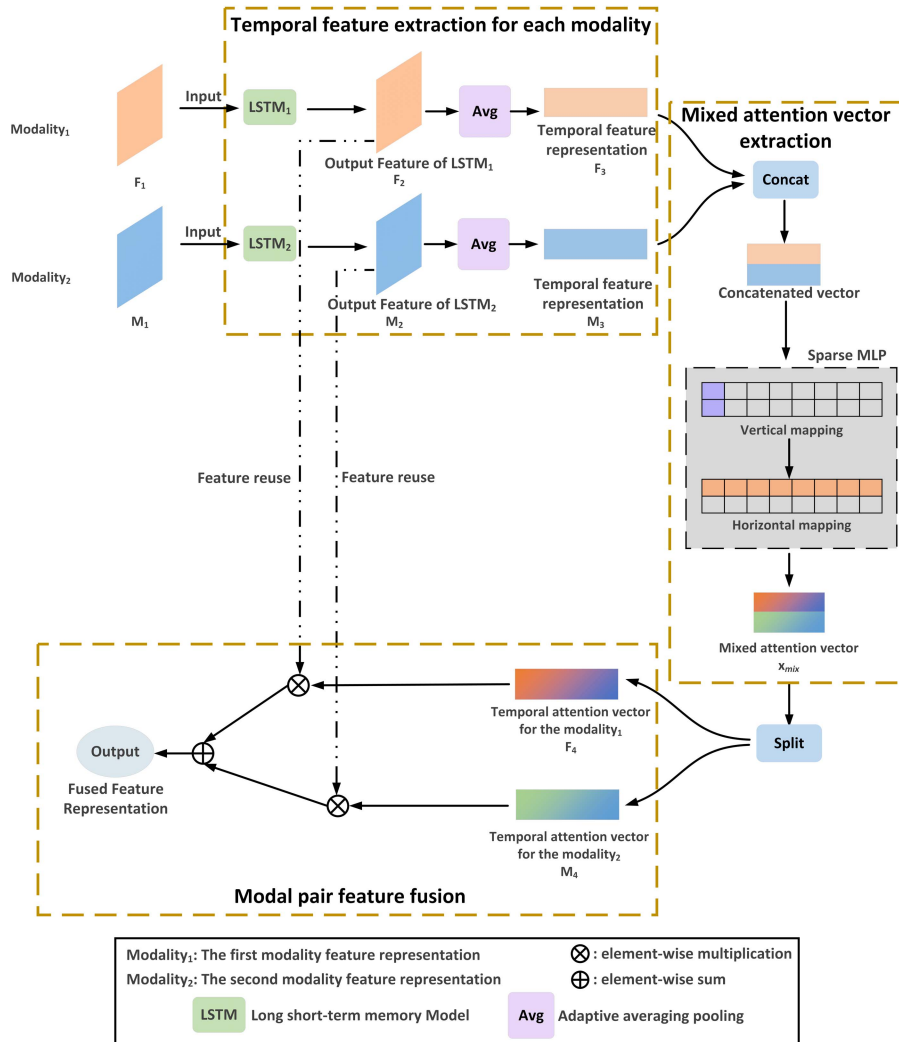 Temporal feature extraction for each modality
Modality₁
F₁
Input
LSTM₁
Output Feature of LSTM₁
F₂
Avg
Temporal feature
representation
F₃
Modality₂
M₁
Input
LSTM₂
Output Feature of LSTM₂
M₂
Avg
Temporal feature
representation
M₃
Mixed attention vector
extraction
Concat
Concatenated vector
Sparse MLP
Vertical mapping
Horizontal mapping
Mixed attention vector
xₘᵢₓ
Feature reuse
Feature reuse
Split
Temporal attention vector
for the modality₁
F₄
Temporal attention vector
for the modality₂
M₄
Output
Fused Feature
Representation
Modal pair feature fusion
Modality₁: The first modality feature representation
⊗: element-wise multiplication
Modality₂: The second modality feature representation
⊕: element-wise sum
LSTM Long short-term memory Model
Avg Adaptive averaging pooling